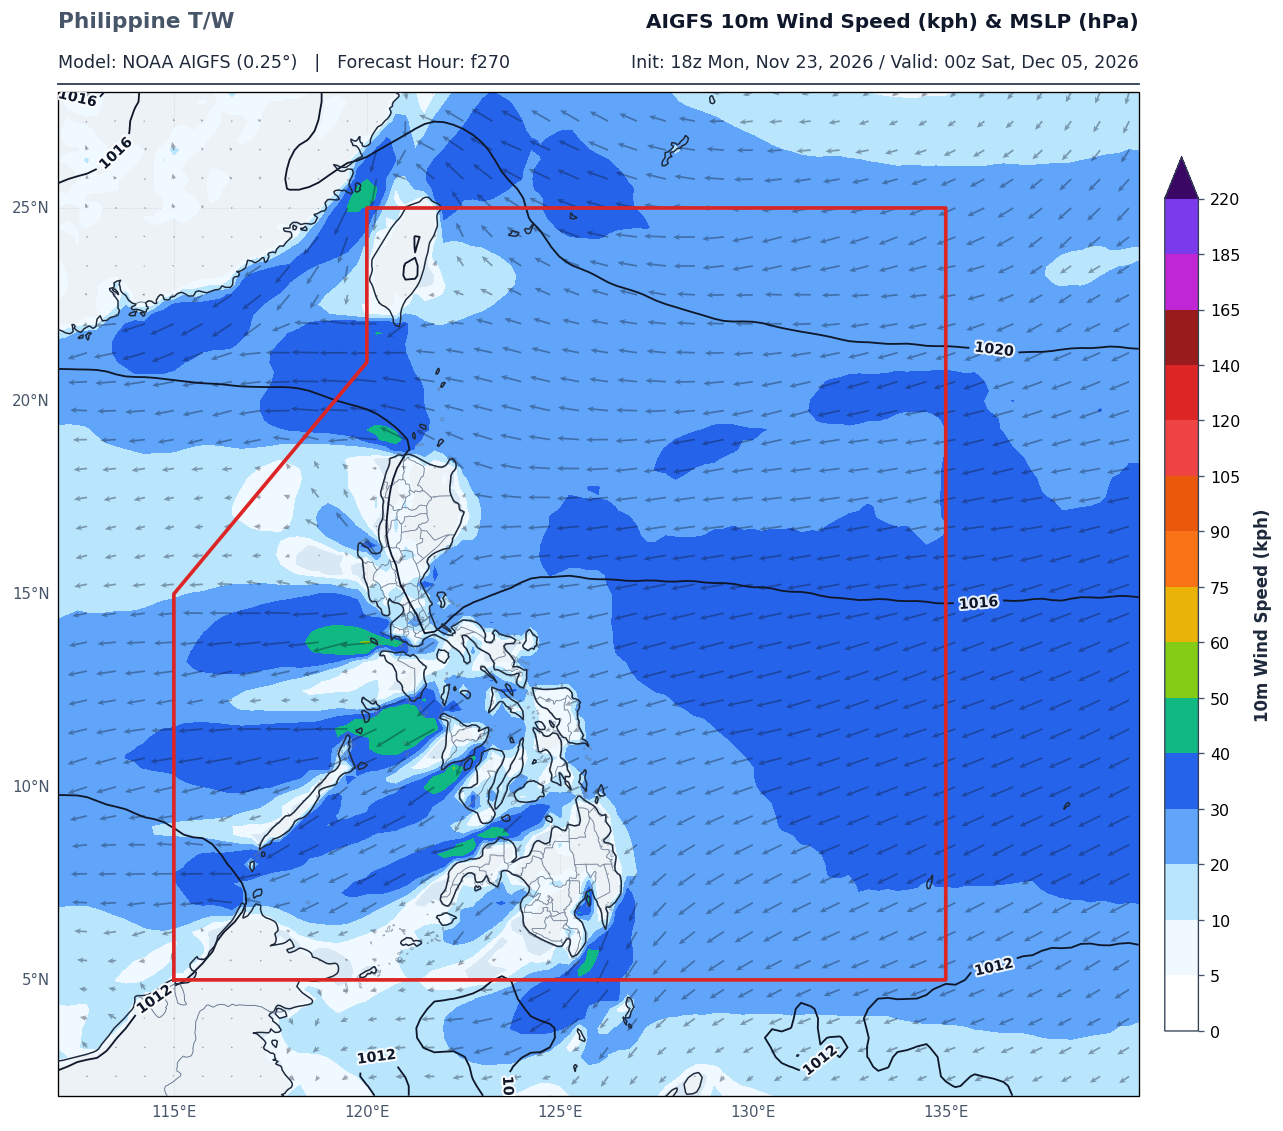 Philippine T/W
AIGFS 10m Wind Speed (kph) & MSLP (hPa)
Model: NOAA AIGFS (0.25°) | Forecast Hour: f270
Init: 18z Mon, Nov 23, 2026 / Valid: 00z Sat, Dec 05, 2026
1016
1016
1020
1016
1012
1012
1012
1012
10
25°N
20°N
15°N
10°N
5°N
115°E
120°E
125°E
130°E
135°E
220
185
165
140
120
105
90
75
60
50
40
30
20
10
5
0
10m Wind Speed (kph)